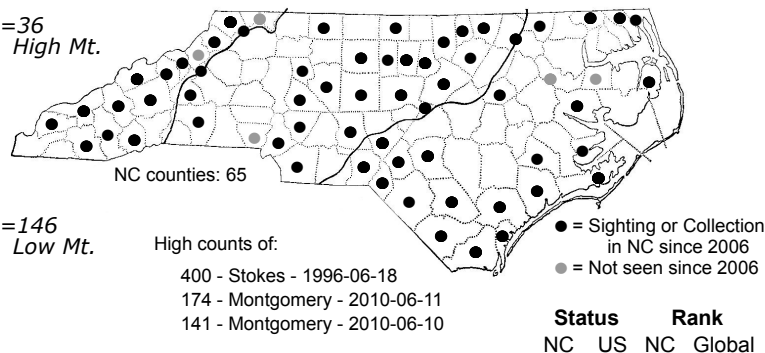 =36
High Mt.
NC counties: 65
=146
Low Mt.
High counts of:
400 - Stokes - 1996-06-18
174 - Montgomery - 2010-06-11
141 - Montgomery - 2010-06-10
● = Sighting or Collection
in NC since 2006
● = Not seen since 2006
Status Rank
NC US NC Global